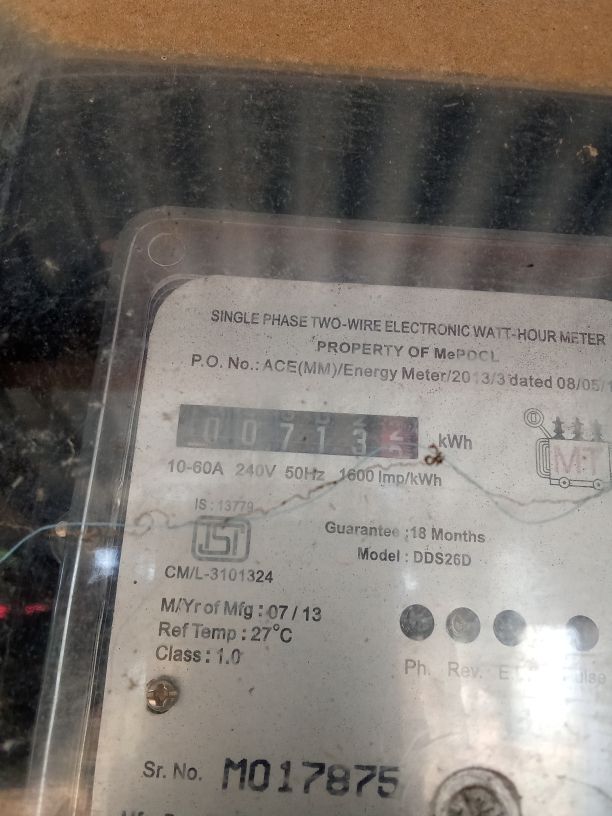 SINGLE PHASE TWO-WIRE ELECTRONIC WATT-HOUR METER
PROPERTY OF MePDCL
P.O. No.: ACE(MM)/Energy Meter/2013/3 dated 08/05/1
00713 kWh
M·T
10-60A 240V 50Hz 1600 Imp/kWh
IS : 13779
Guarantee : 18 Months
Model : DDS26D
CM/L-3101324
M/Yr of Mfg : 07 / 13
Ref Temp : 27°C
Class : 1.0
Ph. Rev.
Sr. No. M017875